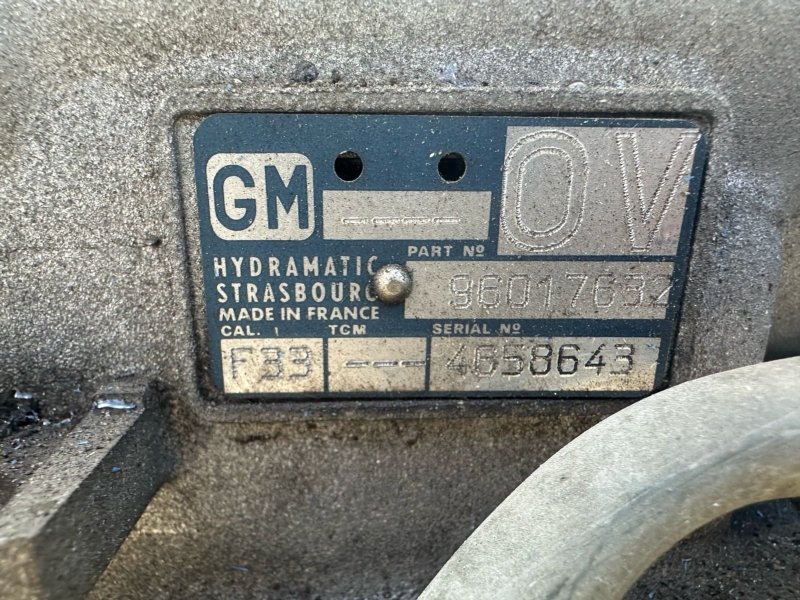 GM ---- OV
PART Nº
HYDRAMATIC
STRASBOURG 96017632
MADE IN FRANCE
CAL. TCM SERIAL Nº
F33 --- 4658643